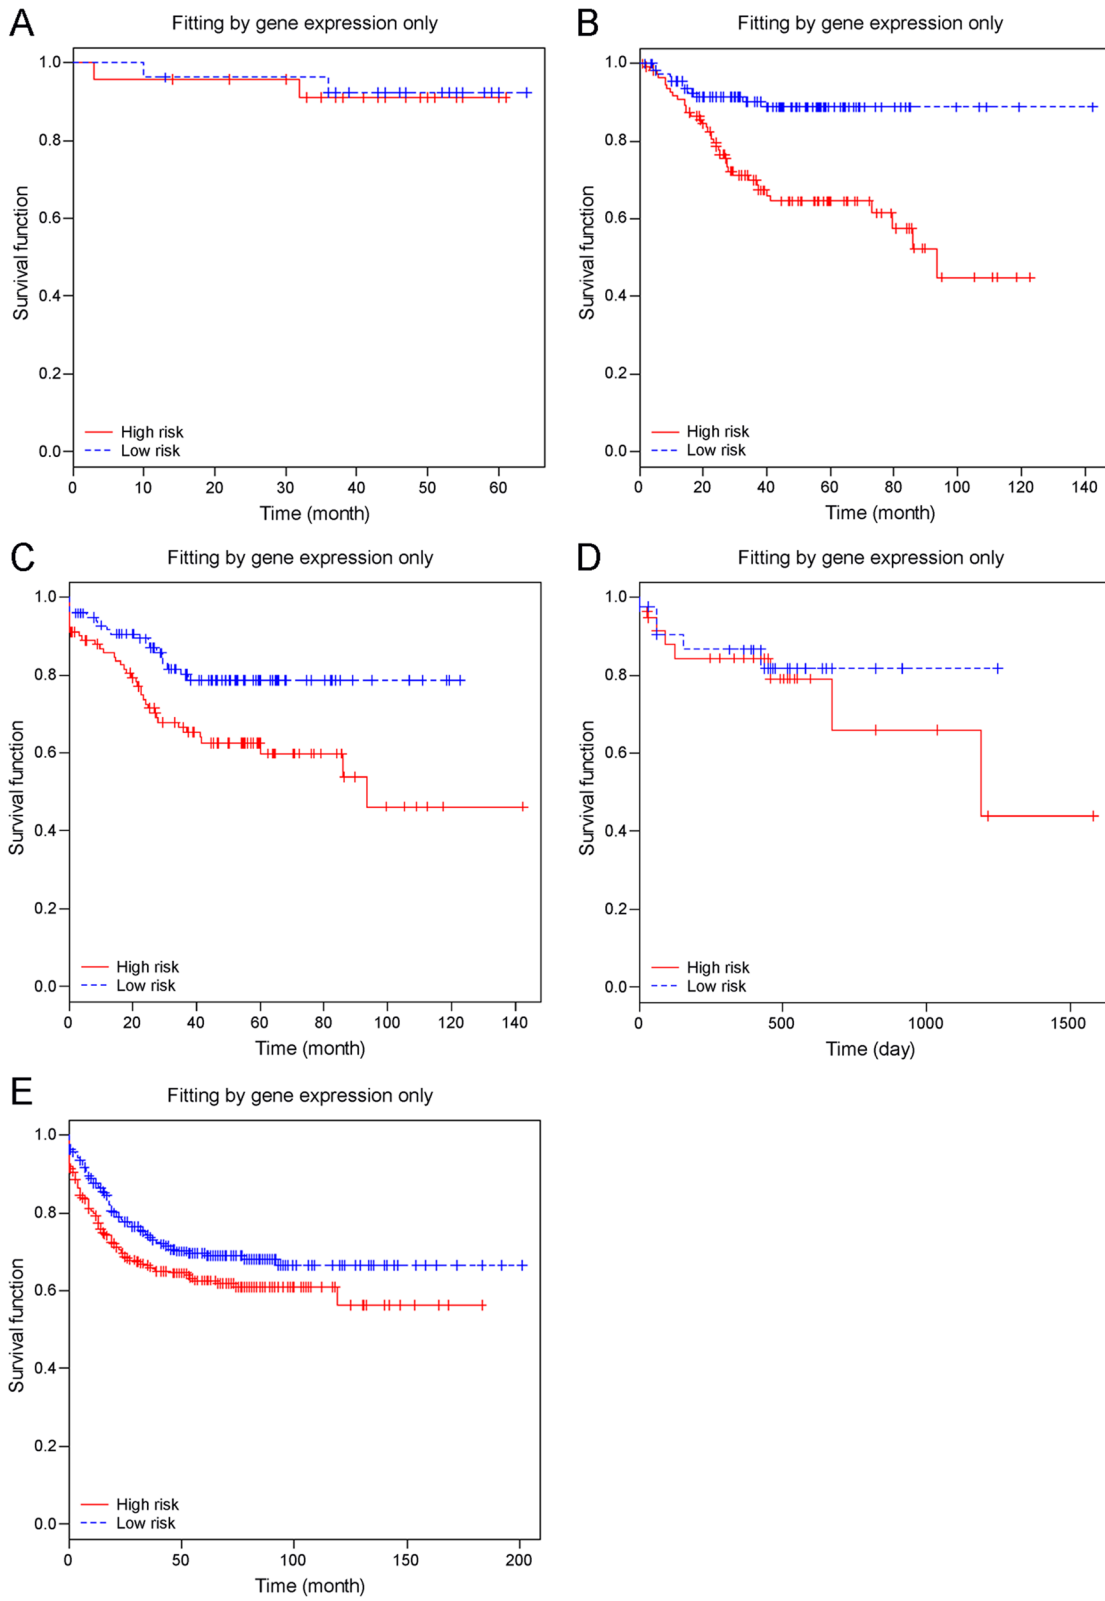 A
Fitting by gene expression only
1.0
0.8
0.6
0.4
0.2
0.0
Survival function
High risk
Low risk
0 10 20 30 40 50 60
Time (month)
B
Fitting by gene expression only
1.0
0.8
0.6
0.4
0.2
0.0
Survival function
High risk
Low risk
0 20 40 60 80 100 120 140
Time (month)
C
Fitting by gene expression only
1.0
0.8
0.6
0.4
0.2
0.0
Survival function
High risk
Low risk
0 20 40 60 80 100 120 140
Time (month)
D
Fitting by gene expression only
1.0
0.8
0.6
0.4
0.2
0.0
Survival function
High risk
Low risk
0 500 1000 1500
Time (day)
E
Fitting by gene expression only
1.0
0.8
0.6
0.4
0.2
0.0
Survival function
High risk
Low risk
0 50 100 150 200
Time (month)